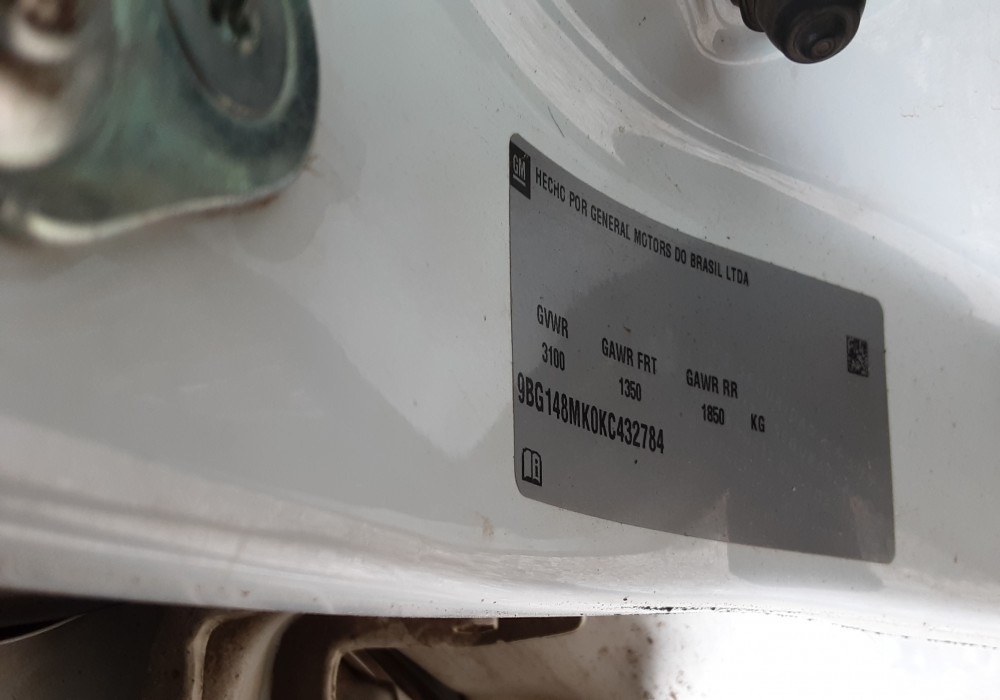 GM HECHO POR GENERAL MOTORS DO BRASIL LTDA
GVWR GAWR FRT GAWR RR
3100 1350 1850 KG
9BG148MK0KC432784
i